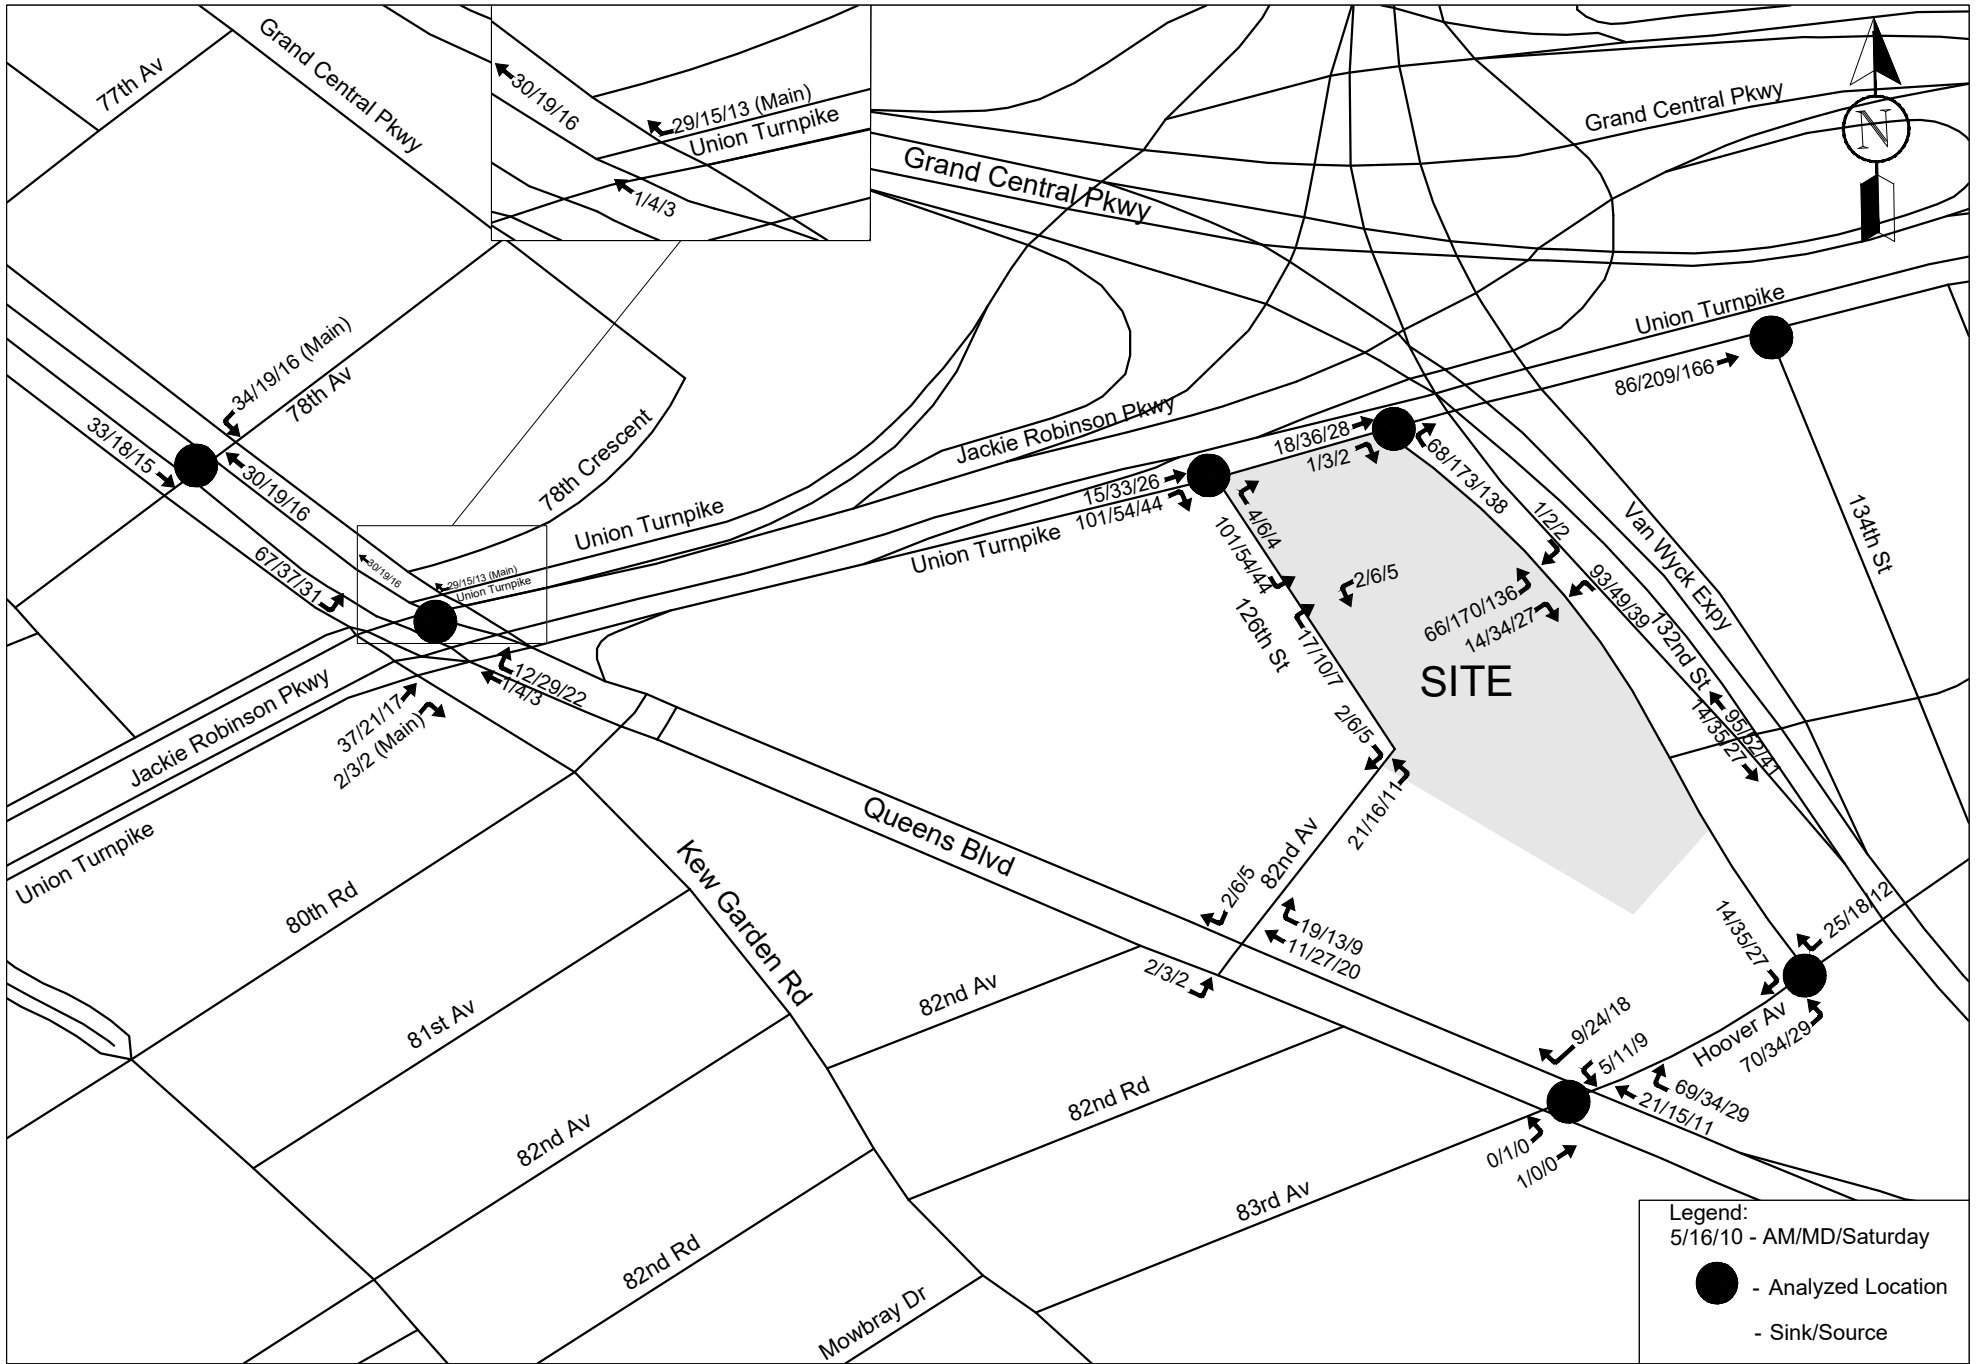 77th Av
Grand Central Pkwy
30/19/16
29/15/13 (Main)
Union Turnpike
1/4/3
Grand Central Pkwy
Grand Central Pkwy
N
Union Turnpike
86/209/166
34/19/16 (Main)
78th Av
33/18/15
30/19/16
78th Crescent
Jackie Robinson Pkwy
18/36/28
1/3/2
68/173/138
15/33/26
101/54/44
4/6/4
101/54/44
Union Turnpike
Union Turnpike
1/2/2
Van Wyck Expy
134th St
67/37/31
30/19/16
29/15/13 (Main)
Union Turnpike
2/6/5
126th St
17/10/7
66/170/136
14/34/27
93/49/39
132nd St
SITE
12/29/22
1/4/3
37/21/17
2/3/2 (Main)
Jackie Robinson Pkwy
2/6/5
14/35/27
95/52/41
21/16/11
Union Turnpike
80th Rd
Kew Garden Rd
Queens Blvd
82nd Av
2/6/5
19/13/9
11/27/20
2/3/2
25/18/12
14/35/27
81st Av
82nd Av
9/24/18
5/11/9
Hoover Av
70/34/29
69/34/29
21/15/11
82nd Av
82nd Rd
0/1/0
1/0/0
83rd Av
82nd Rd
Mowbray Dr
Legend:
5/16/10 - AM/MD/Saturday
- Analyzed Location
- Sink/Source